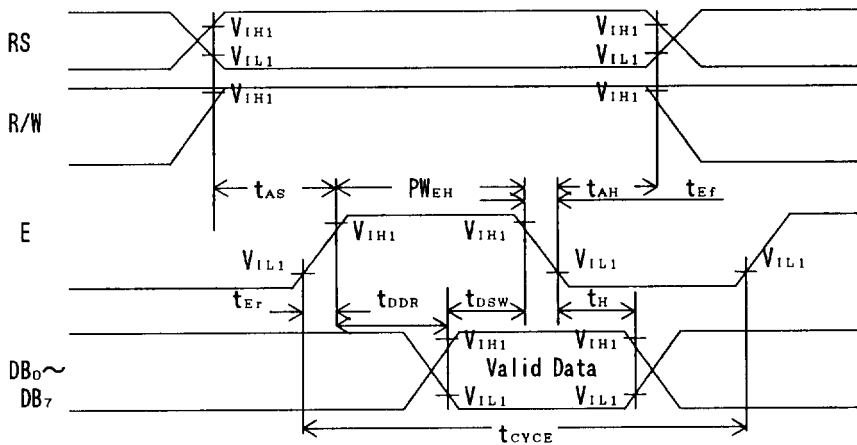 RS
V_IH1 V_IH1
V_IL1 V_IL1
R/W
V_IH1 V_IH1
t_AS PW_EH t_AH t_Ef
E
V_IH1 V_IH1
V_IL1 V_IL1 V_IL1
t_Er t_DDR t_DSW t_H
DB₀~
DB₇
V_IH1 V_IH1
Valid Data
V_IL1 V_IL1
t_CYCE